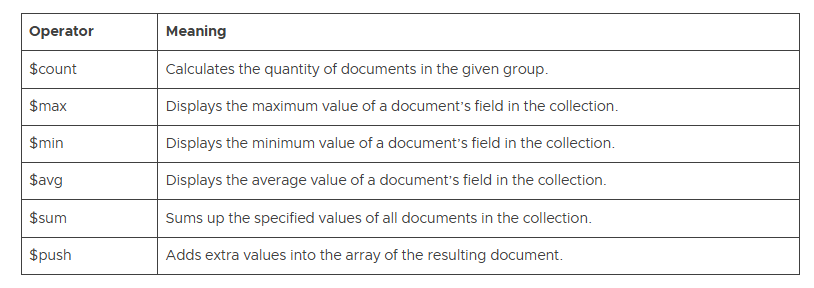 Operator Meaning
$count Calculates the quantity of documents in the given group.
$max Displays the maximum value of a document's field in the collection.
$min Displays the minimum value of a document's field in the collection.
$avg Displays the average value of a document's field in the collection.
$sum Sums up the specified values of all documents in the collection.
$push Adds extra values into the array of the resulting document.